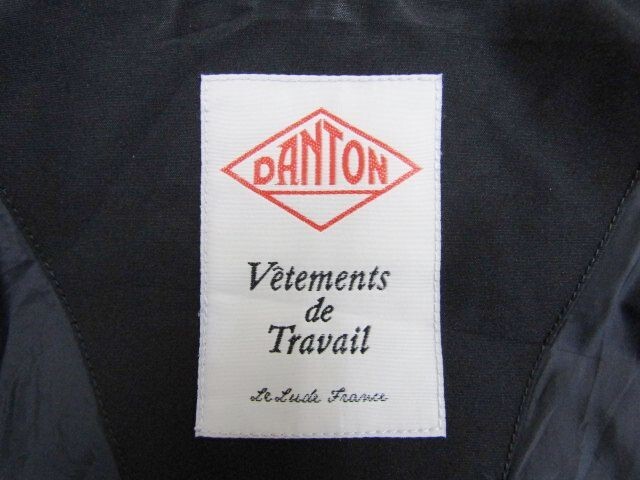 DANTON
Vêtements
de
Travail
Le Lude France